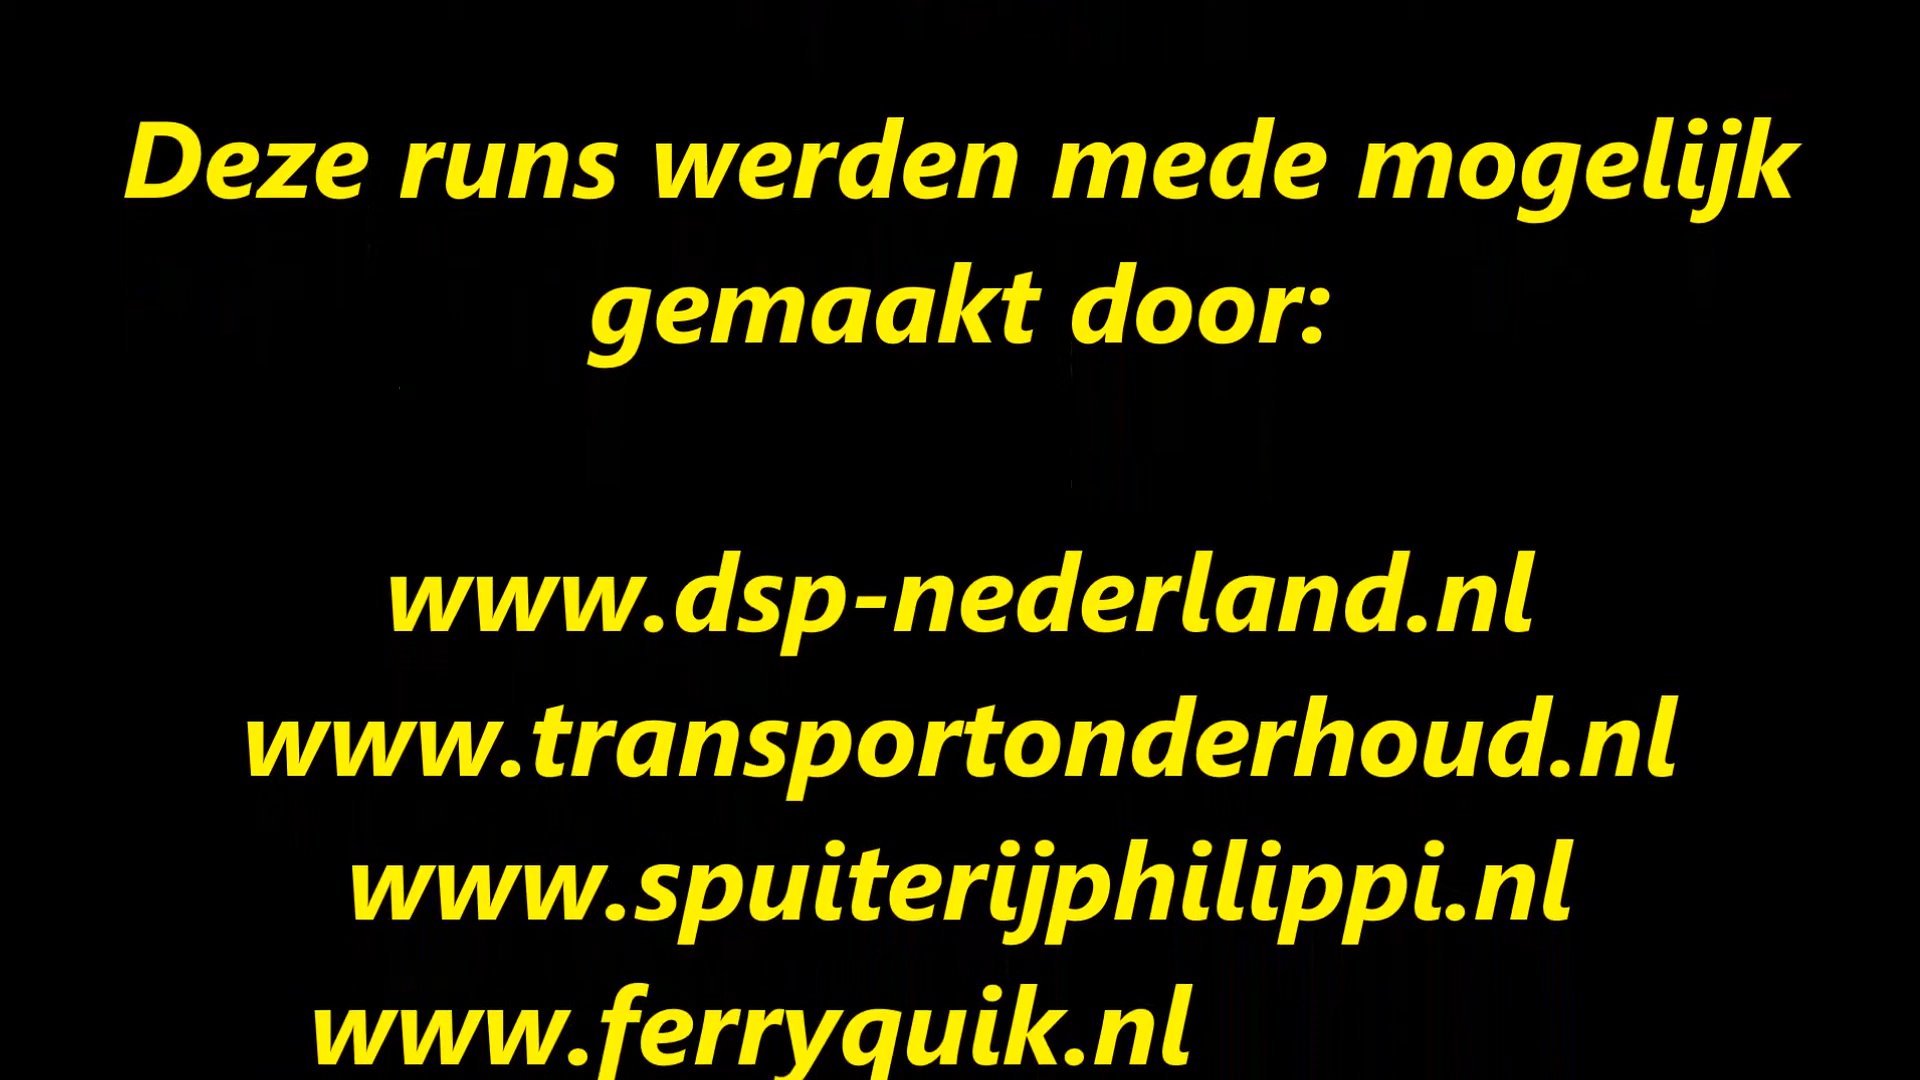 Deze runs werden mede mogelijk
gemaakt door:
www.dsp-nederland.nl
www.transportonderhoud.nl
www.spuiterijphilippi.nl
www.ferryquik.nl